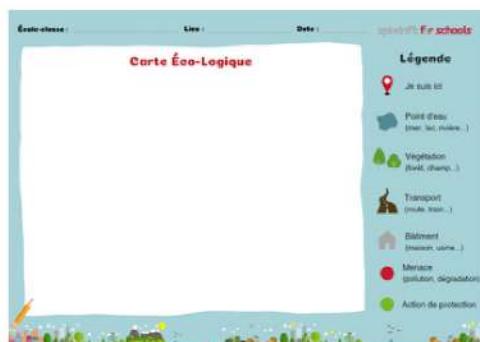 École-classe : Lieu : Date :
for schools
Carte Éco-Logique
Légende
Je suis ici
Point d'eau
(mer, lac, rivière...)
Végétation
(forêt, champ...)
Transport
(route, train...)
Bâtiment
(maison, usine...)
Menace
(pollution, dégradation)
Action de protection